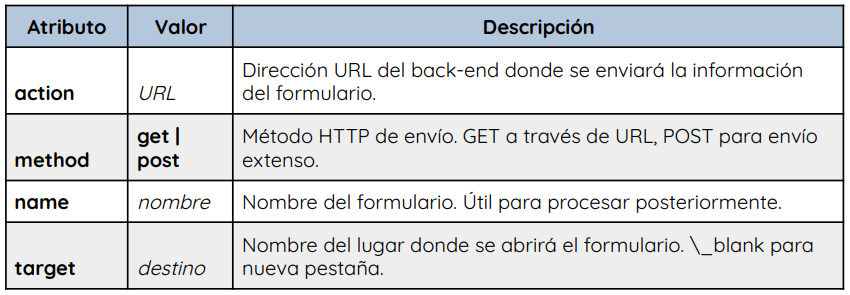 Atributo Valor Descripción
action URL Dirección URL del back-end donde se enviará la información
del formulario.
method get | post Método HTTP de envío. GET a través de URL, POST para envío
extenso.
name nombre Nombre del formulario. Útil para procesar posteriormente.
target destino Nombre del lugar donde se abrirá el formulario. \_blank para
nueva pestaña.